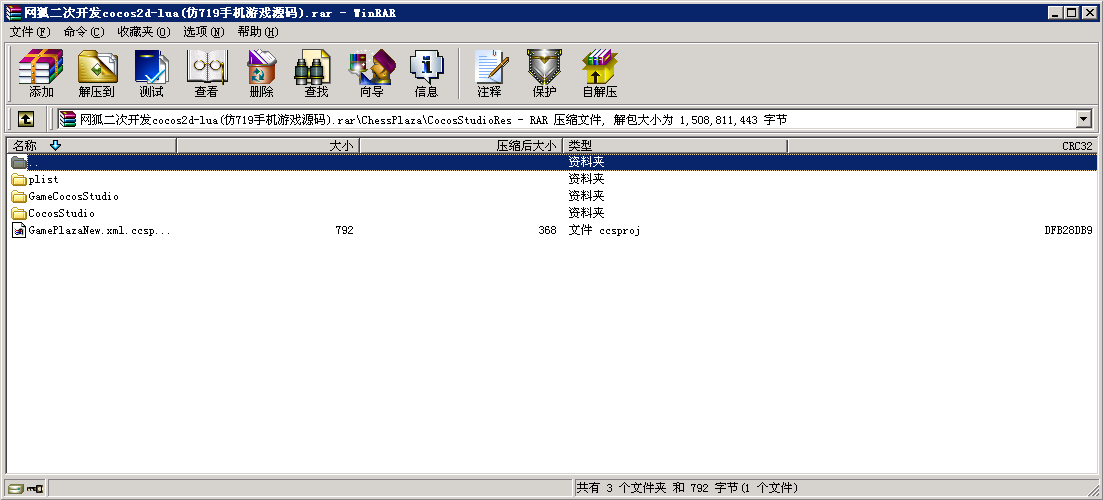 网狐二次开发cocos2d-lua(仿719手机游戏源码).rar - WinRAR
文件(F) 命令(C) 收藏夹(O) 选项(N) 帮助(H)
添加 解压到 测试 查看 删除 查找 向导 信息 注释 保护 自解压
网狐二次开发cocos2d-lua(仿719手机游戏源码).rar\ChessPlaza\CocosStudioRes - RAR 压缩文件, 解包大小为 1,508,811,443 字节
名称 大小 压缩后大小 类型 CRC32
.. 资料夹
plist 资料夹
GameCocosStudio 资料夹
CocosStudio 资料夹
GamePlazaNew.xml.ccsp... 792 368 文件 ccsproj DFB28DB9
共有 3 个文件夹 和 792 字节(1 个文件)